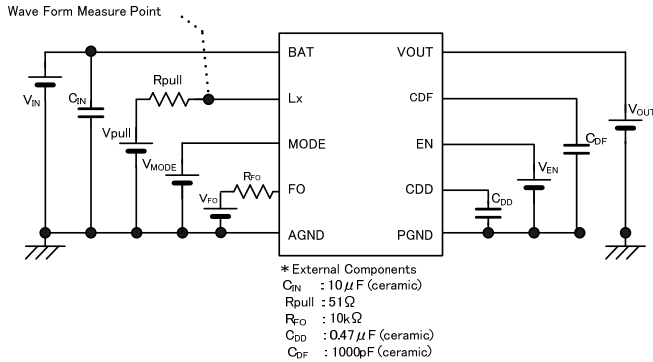 Wave Form Measure Point
BAT
VOUT
Rpull
Lx
CDF
VIN
CIN
Vpull
VOUT
CDF
MODE
EN
VMODE
VEN
RFO
VFO
FO
CDD
CDD
AGND
PGND
* External Components
CIN : 10μF (ceramic)
Rpull : 51Ω
RFO : 10kΩ
CDD : 0.47μF (ceramic)
CDF : 1000pF (ceramic)